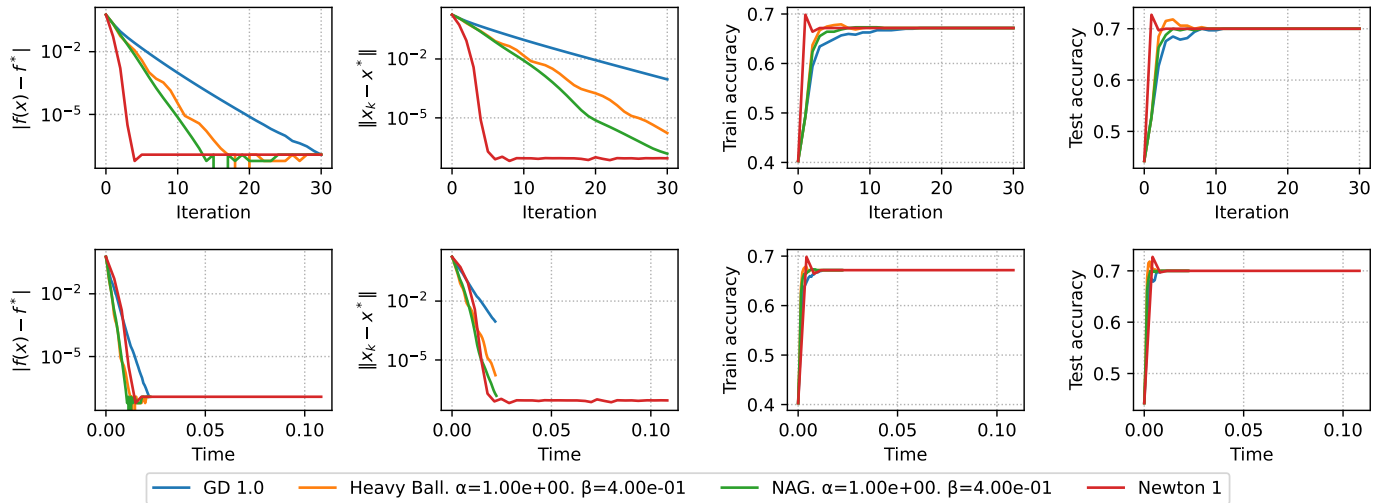 |f(x) − f*|
10⁻²
10⁻⁵
0 10 20 30
Iteration
‖x_k − x*‖
10⁻²
10⁻⁵
0 10 20 30
Iteration
Train accuracy
0.7
0.6
0.5
0.4
0 10 20 30
Iteration
Test accuracy
0.7
0.6
0.5
0 10 20 30
Iteration
|f(x) − f*|
10⁻²
10⁻⁵
0.00 0.05 0.10
Time
‖x_k − x*‖
10⁻²
10⁻⁵
0.00 0.05 0.10
Time
Train accuracy
0.7
0.6
0.5
0.4
0.00 0.05 0.10
Time
Test accuracy
0.7
0.6
0.5
0.00 0.05 0.10
Time
GD 1.0 Heavy Ball. α=1.00e+00. β=4.00e-01 NAG. α=1.00e+00. β=4.00e-01 Newton 1